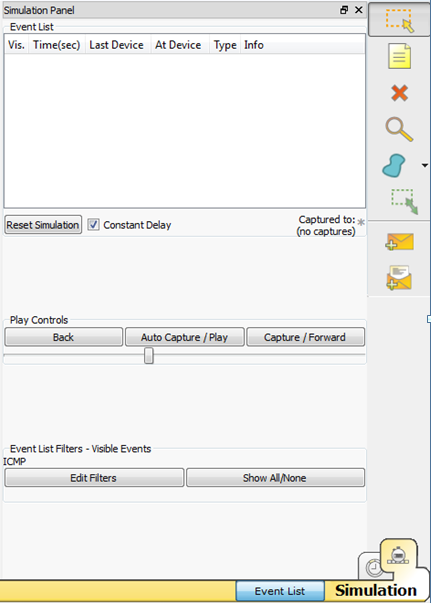 Simulation Panel
Event List
Vis. Time(sec) Last Device At Device Type Info
Reset Simulation Constant Delay Captured to: *
(no captures)
Play Controls
Back Auto Capture / Play Capture / Forward
Event List Filters - Visible Events
ICMP
Edit Filters Show All/None
Event List Simulation